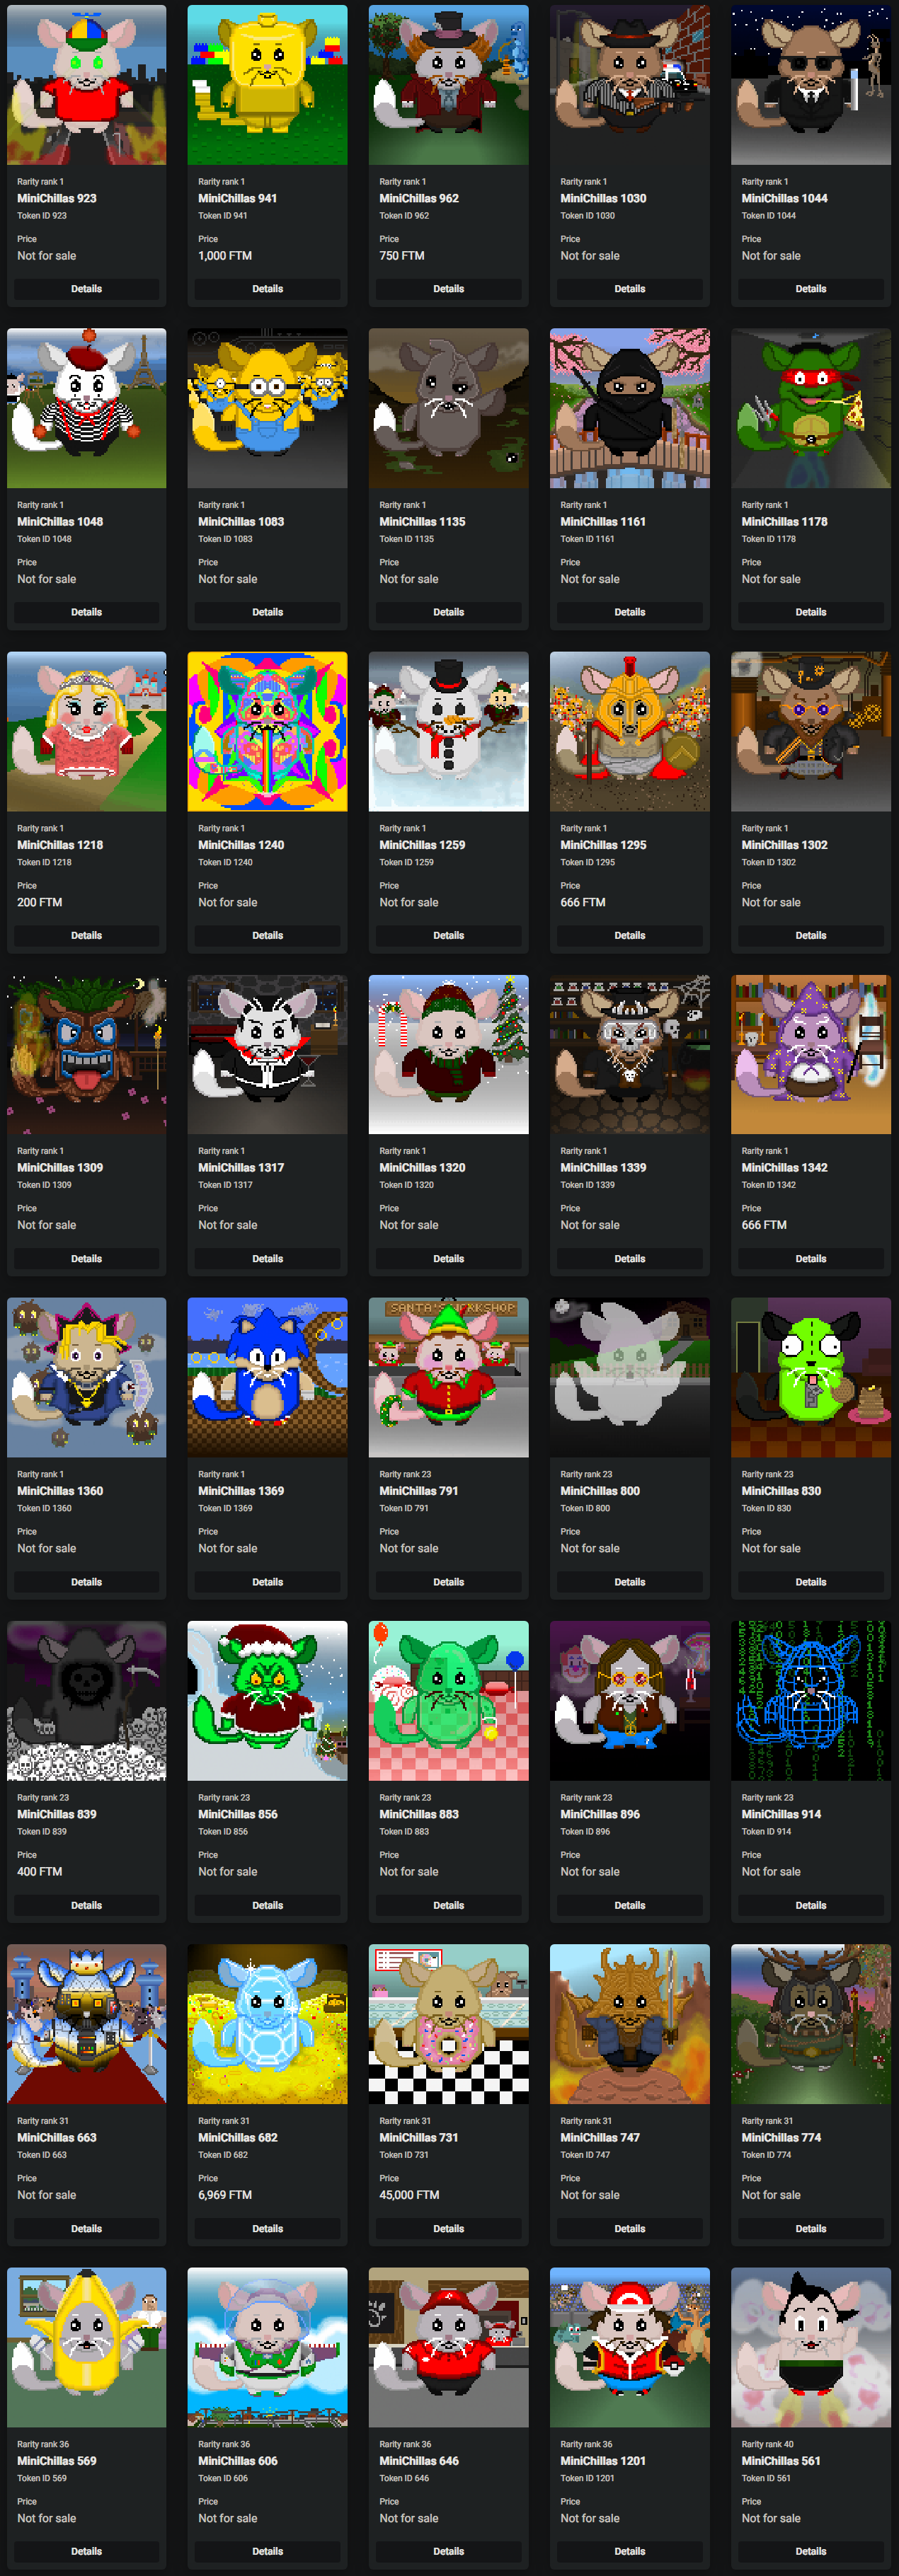 Rarity rank 1
MiniChillas 923
Token ID 923
Price
Not for sale
Details
Rarity rank 1
MiniChillas 941
Token ID 941
Price
1,000 FTM
Details
Rarity rank 1
MiniChillas 962
Token ID 962
Price
750 FTM
Details
Rarity rank 1
MiniChillas 1030
Token ID 1030
Price
Not for sale
Details
Rarity rank 1
MiniChillas 1044
Token ID 1044
Price
Not for sale
Details
Rarity rank 1
MiniChillas 1048
Token ID 1048
Price
Not for sale
Details
Rarity rank 1
MiniChillas 1083
Token ID 1083
Price
Not for sale
Details
Rarity rank 1
MiniChillas 1135
Token ID 1135
Price
Not for sale
Details
Rarity rank 1
MiniChillas 1161
Token ID 1161
Price
Not for sale
Details
Rarity rank 1
MiniChillas 1178
Token ID 1178
Price
Not for sale
Details
Rarity rank 1
MiniChillas 1218
Token ID 1218
Price
200 FTM
Details
Rarity rank 1
MiniChillas 1240
Token ID 1240
Price
Not for sale
Details
Rarity rank 1
MiniChillas 1259
Token ID 1259
Price
Not for sale
Details
Rarity rank 1
MiniChillas 1295
Token ID 1295
Price
666 FTM
Details
Rarity rank 1
MiniChillas 1302
Token ID 1302
Price
Not for sale
Details
Rarity rank 1
MiniChillas 1309
Token ID 1309
Price
Not for sale
Details
Rarity rank 1
MiniChillas 1317
Token ID 1317
Price
Not for sale
Details
Rarity rank 1
MiniChillas 1320
Token ID 1320
Price
Not for sale
Details
Rarity rank 1
MiniChillas 1339
Token ID 1339
Price
Not for sale
Details
Rarity rank 1
MiniChillas 1342
Token ID 1342
Price
666 FTM
Details
Rarity rank 1
MiniChillas 1360
Token ID 1360
Price
Not for sale
Details
Rarity rank 1
MiniChillas 1369
Token ID 1369
Price
Not for sale
Details
SANTA'S WORKSHOP
Rarity rank 23
MiniChillas 791
Token ID 791
Price
Not for sale
Details
Rarity rank 23
MiniChillas 800
Token ID 800
Price
Not for sale
Details
Rarity rank 23
MiniChillas 830
Token ID 830
Price
Not for sale
Details
Rarity rank 23
MiniChillas 839
Token ID 839
Price
400 FTM
Details
Rarity rank 23
MiniChillas 856
Token ID 856
Price
Not for sale
Details
Rarity rank 23
MiniChillas 883
Token ID 883
Price
Not for sale
Details
Rarity rank 23
MiniChillas 896
Token ID 896
Price
Not for sale
Details
Rarity rank 23
MiniChillas 914
Token ID 914
Price
Not for sale
Details
Rarity rank 31
MiniChillas 663
Token ID 663
Price
Not for sale
Details
Rarity rank 31
MiniChillas 682
Token ID 682
Price
6,969 FTM
Details
Rarity rank 31
MiniChillas 731
Token ID 731
Price
45,000 FTM
Details
Rarity rank 31
MiniChillas 747
Token ID 747
Price
Not for sale
Details
Rarity rank 31
MiniChillas 774
Token ID 774
Price
Not for sale
Details
Rarity rank 36
MiniChillas 569
Token ID 569
Price
Not for sale
Details
Rarity rank 36
MiniChillas 606
Token ID 606
Price
Not for sale
Details
Rarity rank 36
MiniChillas 646
Token ID 646
Price
Not for sale
Details
Rarity rank 36
MiniChillas 1201
Token ID 1201
Price
Not for sale
Details
Rarity rank 40
MiniChillas 561
Token ID 561
Price
Not for sale
Details